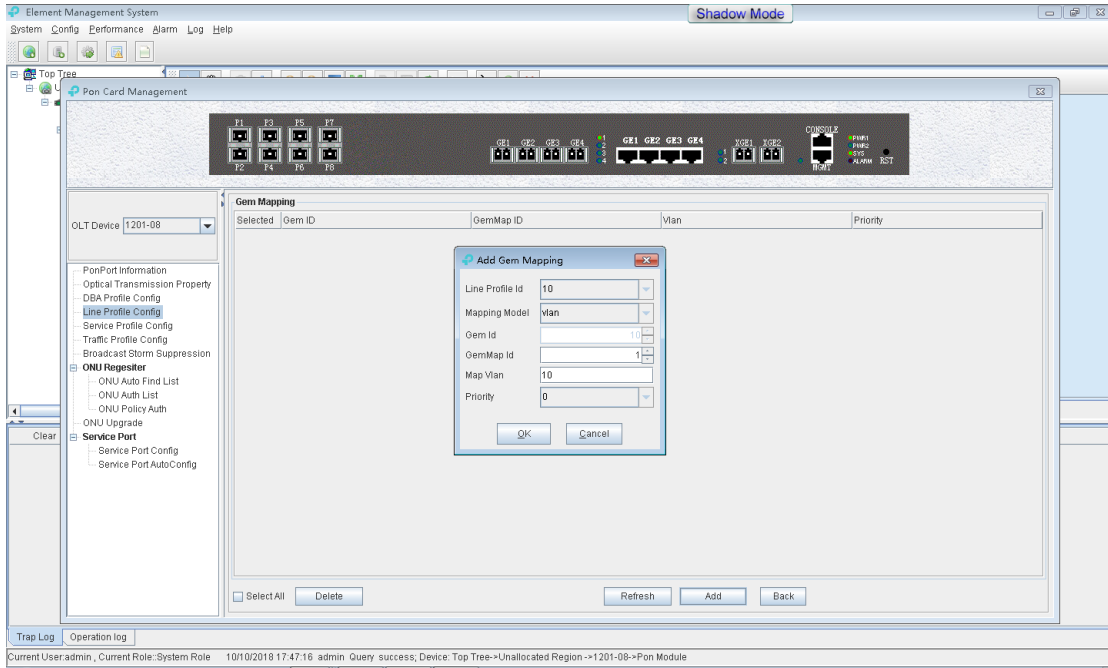 Element Management System
Shadow Mode
System Config Performance Alarm Log Help
Top Tree
Pon Card Management
P1 P3 P5 P7
P2 P4 P6 P8
GE1 GE2 GE3 GE4
1
2
3
4
GE1 GE2 GE3 GE4
1
2
XGE1 XGE2
CONSOLE
MGMT
PWR1
PWR2
SYS
ALARM
RST
OLT Device 1201-08
PonPort Information
Optical Transmission Property
DBA Profile Config
Line Profile Config
Service Profile Config
Traffic Profile Config
Broadcast Storm Suppression
ONU Regesiter
ONU Auto Find List
ONU Auth List
ONU Policy Auth
ONU Upgrade
Service Port
Service Port Config
Service Port AutoConfig
Gem Mapping
Selected Gem ID GemMap ID Vlan Priority
Add Gem Mapping
Line Profile Id 10
Mapping Model vlan
Gem Id 10
GemMap Id 1
Map Vlan 10
Priority 0
OK Cancel
Select All Delete Refresh Add Back
Clear
Trap Log Operation log
Current User:admin , Current Role::System Role 10/10/2018 17:47:16 admin Query success; Device: Top Tree->Unallocated Region ->1201-08->Pon Module